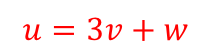 𝑢 = 3𝑣 + 𝑤